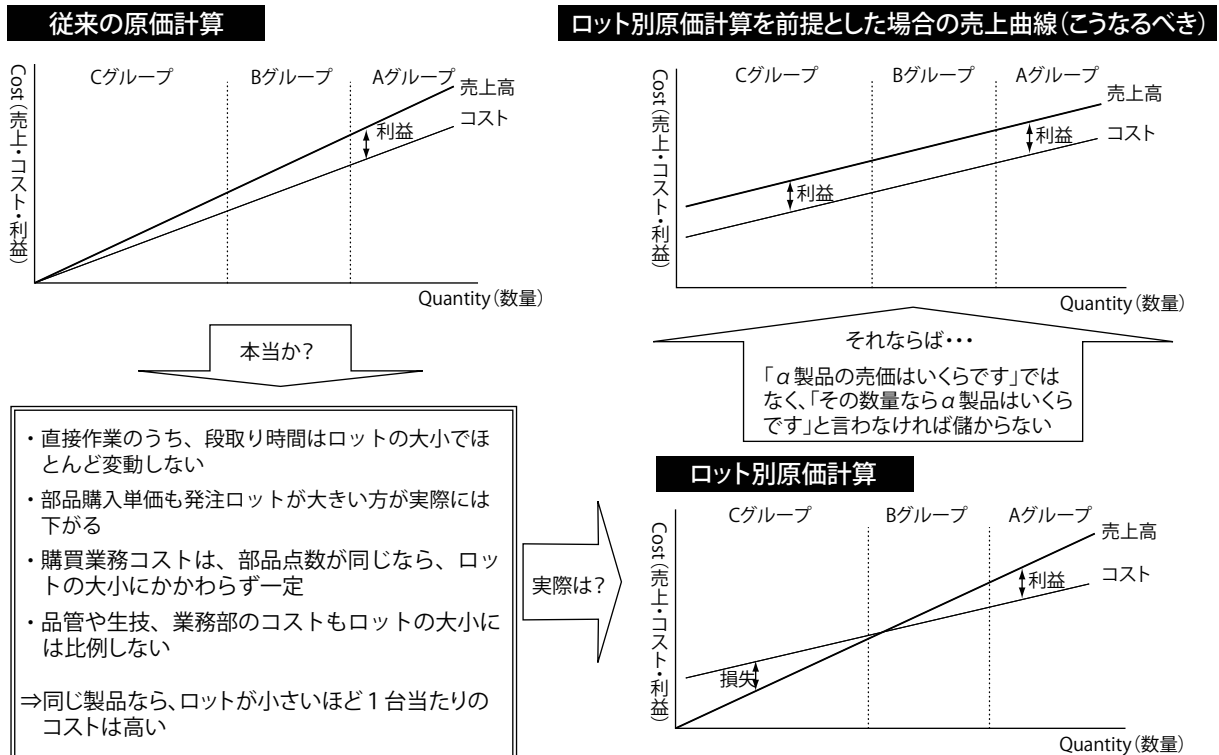 従来の原価計算
Cost（売上・コスト・利益）
Cグループ
Bグループ
Aグループ
売上高
コスト
利益
Quantity（数量）
本当か？
・直接作業のうち、段取り時間はロットの大小でほ
とんど変動しない
・部品購入単価も発注ロットが大きい方が実際には
下がる
・購買業務コストは、部品点数が同じなら、ロッ
トの大小にかかわらず一定
・品管や生技、業務部のコストもロットの大小に
は比例しない
⇒同じ製品なら、ロットが小さいほど１台当たりの
コストは高い
実際は？
ロット別原価計算
Cost（売上・コスト・利益）
Cグループ
Bグループ
Aグループ
売上高
コスト
利益
損失
Quantity（数量）
それならば・・・
「α製品の売価はいくらです」では
なく、「その数量ならα製品はいくら
です」と言わなければ儲からない
ロット別原価計算を前提とした場合の売上曲線（こうなるべき）
Cost（売上・コスト・利益）
Cグループ
Bグループ
Aグループ
売上高
コスト
利益
利益
Quantity（数量）